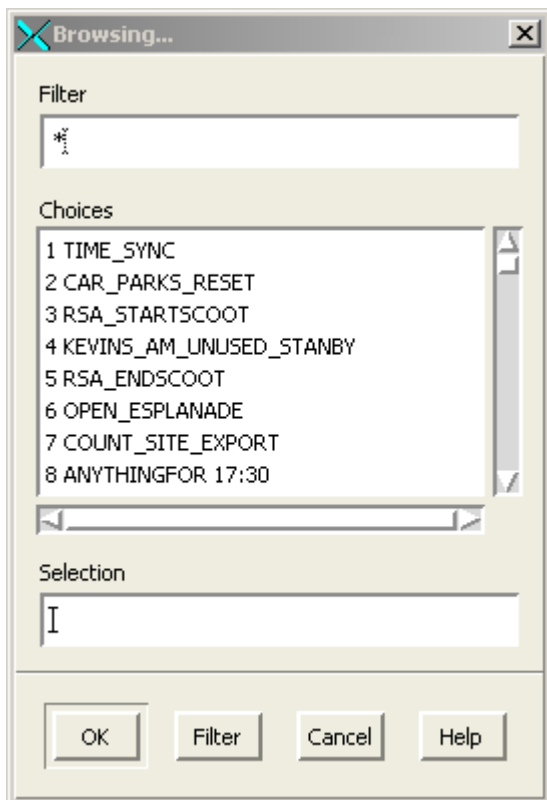 Browsing...
Filter
*
Choices
1 TIME_SYNC
2 CAR_PARKS_RESET
3 RSA_STARTSCOOT
4 KEVINS_AM_UNUSED_STANBY
5 RSA_ENDSCOOT
6 OPEN_ESPLANADE
7 COUNT_SITE_EXPORT
8 ANYTHINGFOR 17:30
Selection
OK Filter Cancel Help